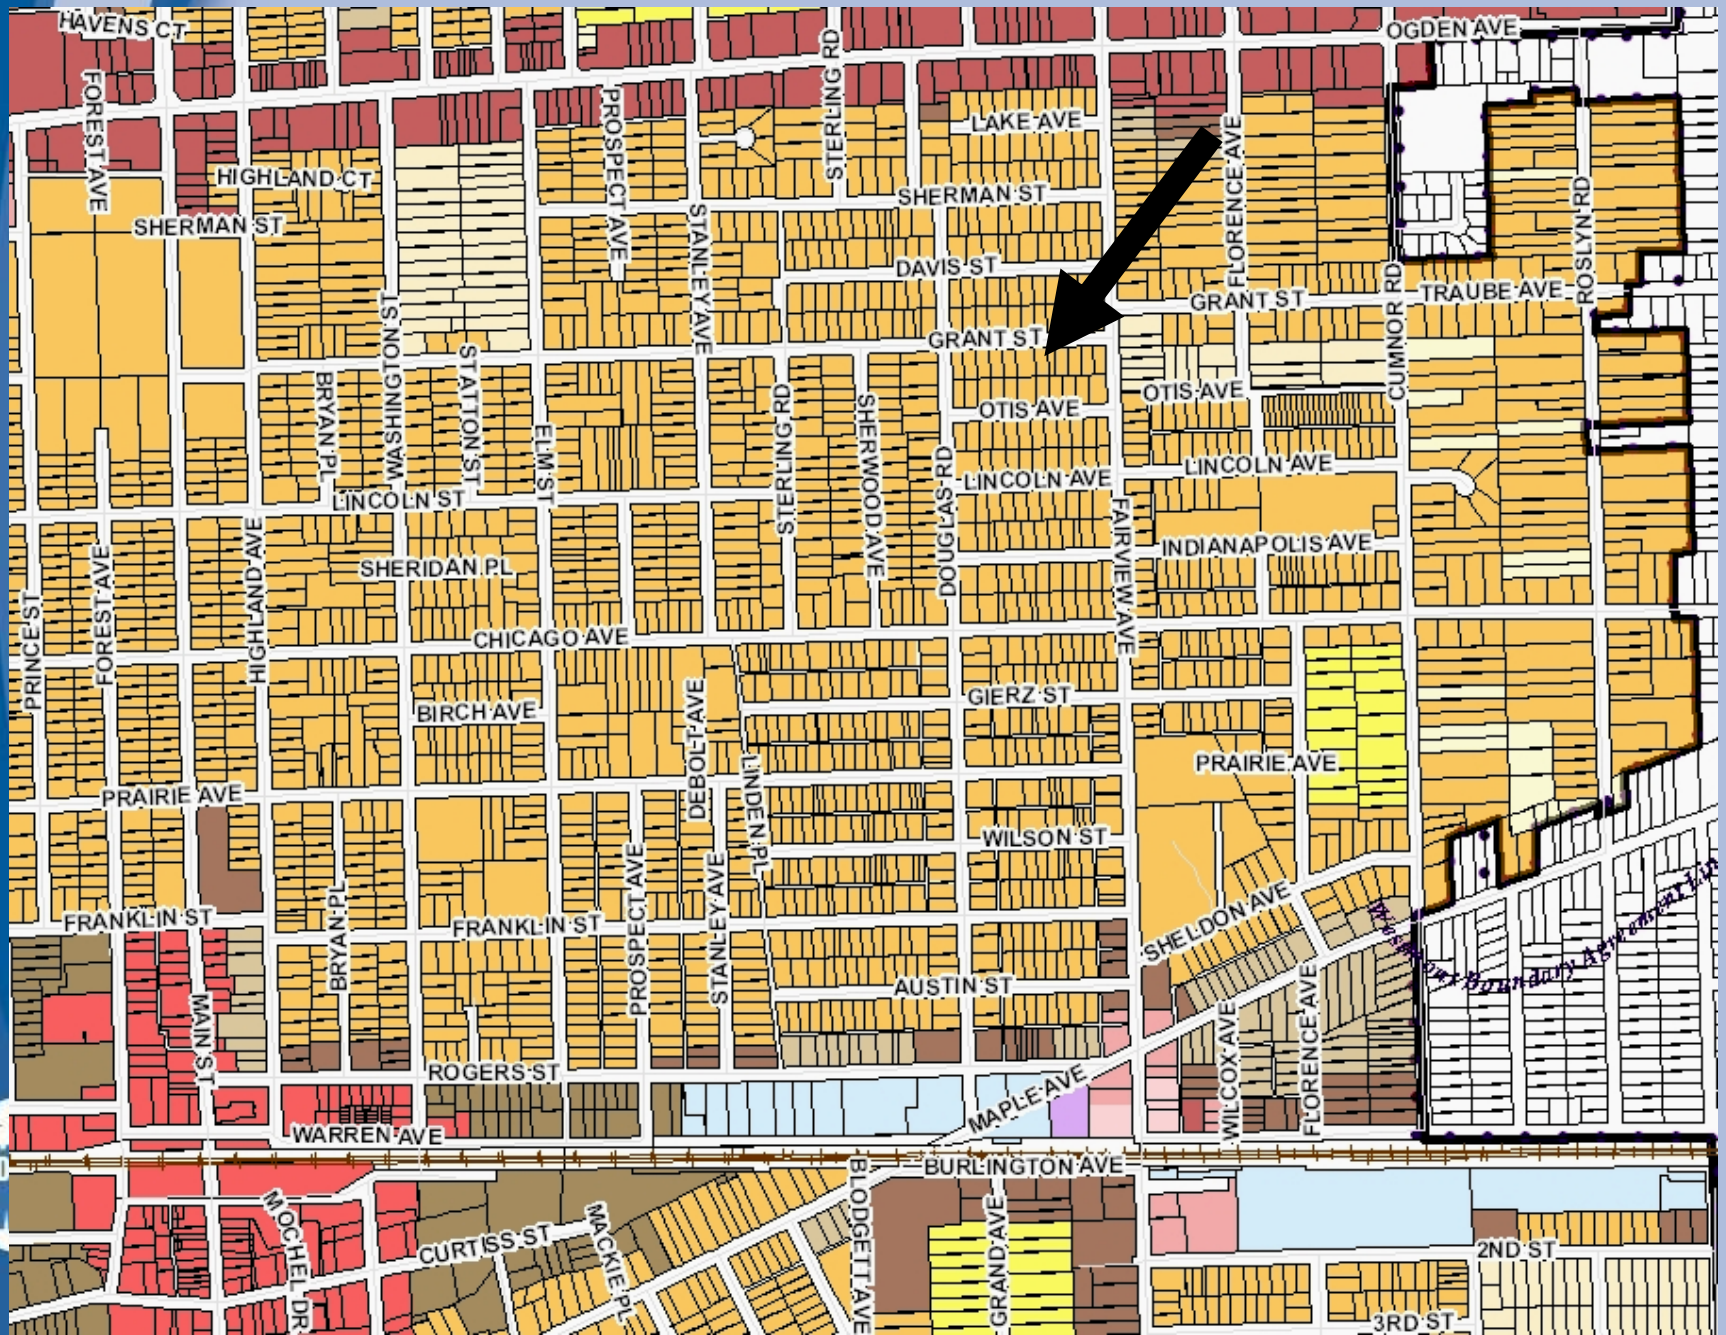 HAVENS CT
OGDEN AVE
FOREST AVE
STERLING RD
PROSPECT AVE
LAKE AVE
FLORENCE AVE
HIGHLAND CT
SHERMAN ST
SHERMAN ST
STANLEY AVE
ROSLYN RD
DAVIS ST
GRANT ST
TRAUBE AVE
CUMNOR RD
WASHINGTON ST
GRANT ST
STATTON ST
BRYAN PL
STERLING RD
SHERWOOD AVE
OTIS AVE
OTIS AVE
ELM ST
DOUGLAS RD
LINCOLN AVE
LINCOLN AVE
LINCOLN ST
FAIRVIEW AVE
HIGHLAND AVE
FOREST AVE
PRINCE ST
SHERIDAN PL
INDIANAPOLIS AVE
CHICAGO AVE
GIERZ ST
BIRCH AVE
DEBOLT AVE
LINDEN PL
PRAIRIE AVE
PRAIRIE AVE
WILSON ST
PROSPECT AVE
STANLEY AVE
BRYAN PL
FRANKLIN ST
FRANKLIN ST
SHELDON AVE
Westmont Boundary Agreement Lin
AUSTIN ST
MAIN ST
FLORENCE AVE
WILCOX AVE
ROGERS ST
MAPLE AVE
WARREN AVE
BURLINGTON AVE
BLODGETT AVE
GRAND AVE
MOCHEL DR
MACKIE PL
CURTISS ST
2ND ST
3RD ST